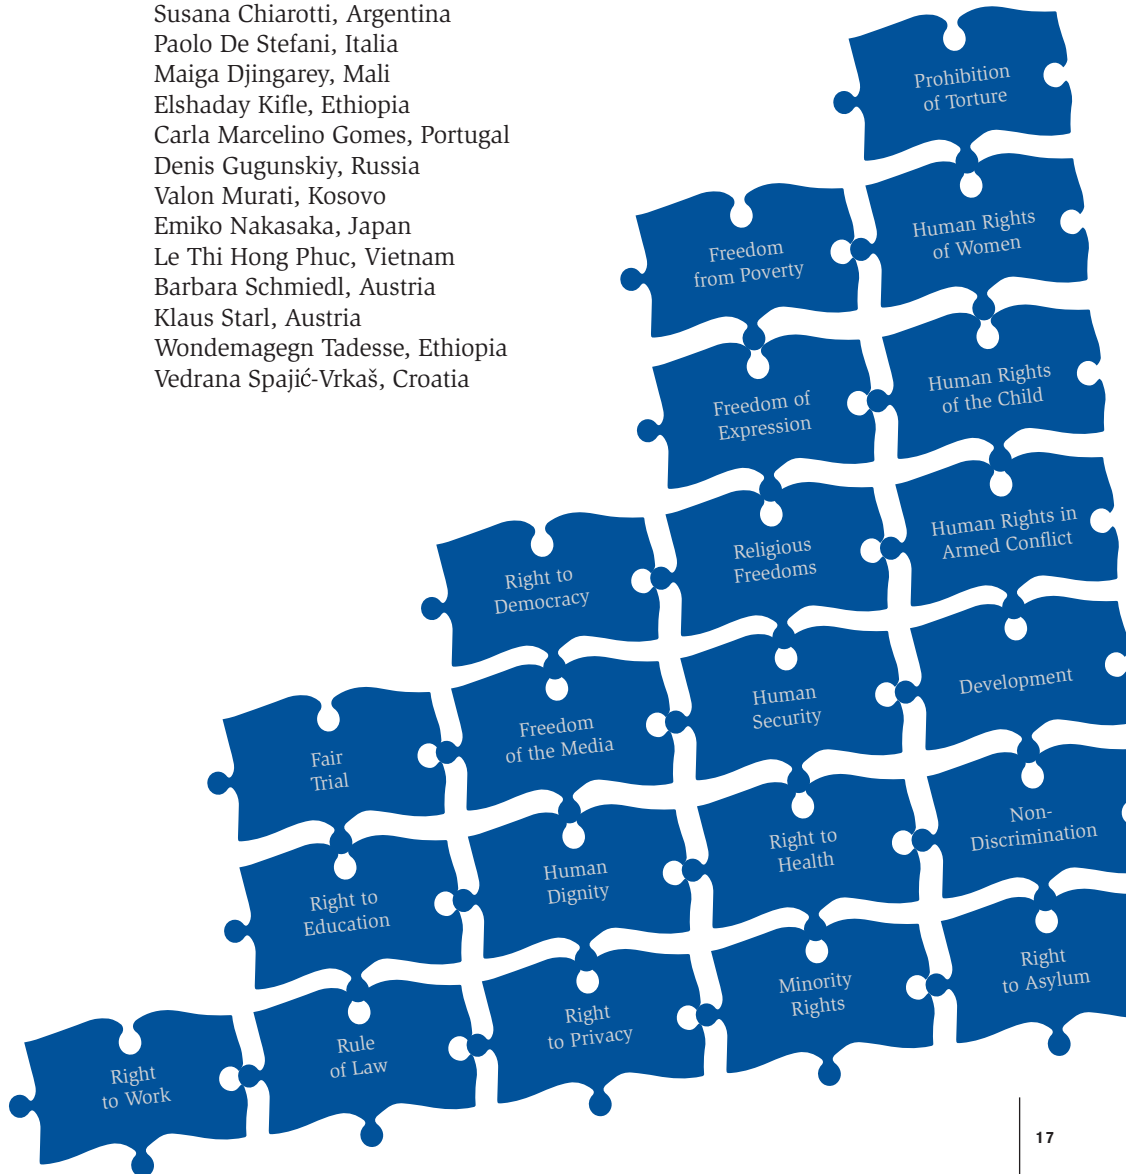 Susana Chiarotti, Argentina
Paolo De Stefani, Italia
Maiga Djingarey, Mali
Elshaday Kifle, Ethiopia
Carla Marcelino Gomes, Portugal
Denis Gugunskiy, Russia
Valon Murati, Kosovo
Emiko Nakasaka, Japan
Le Thi Hong Phuc, Vietnam
Barbara Schmiedl, Austria
Klaus Starl, Austria
Wondemagegn Tadesse, Ethiopia
Vedrana Spajić-Vrkaš, Croatia
Prohibition
of Torture
Freedom
from Poverty
Human Rights
of Women
Freedom of
Expression
Human Rights
of the Child
Right to
Democracy
Religious
Freedoms
Human Rights in
Armed Conflict
Fair
Trial
Freedom
of the Media
Human
Security
Development
Right to
Education
Human
Dignity
Right to
Health
Non-
Discrimination
Right
to Work
Rule
of Law
Right
to Privacy
Minority
Rights
Right
to Asylum
17